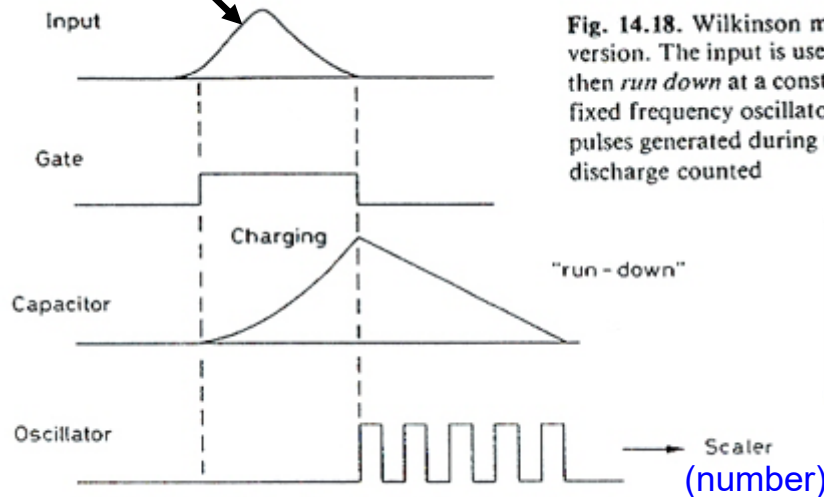 Input
Fig. 14.18. Wilkinson m
version. The input is use
then run down at a const
fixed frequency oscillato
pulses generated during
discharge counted
Gate
Charging
"run-down"
Capacitor
Oscillator
Scaler
(number)